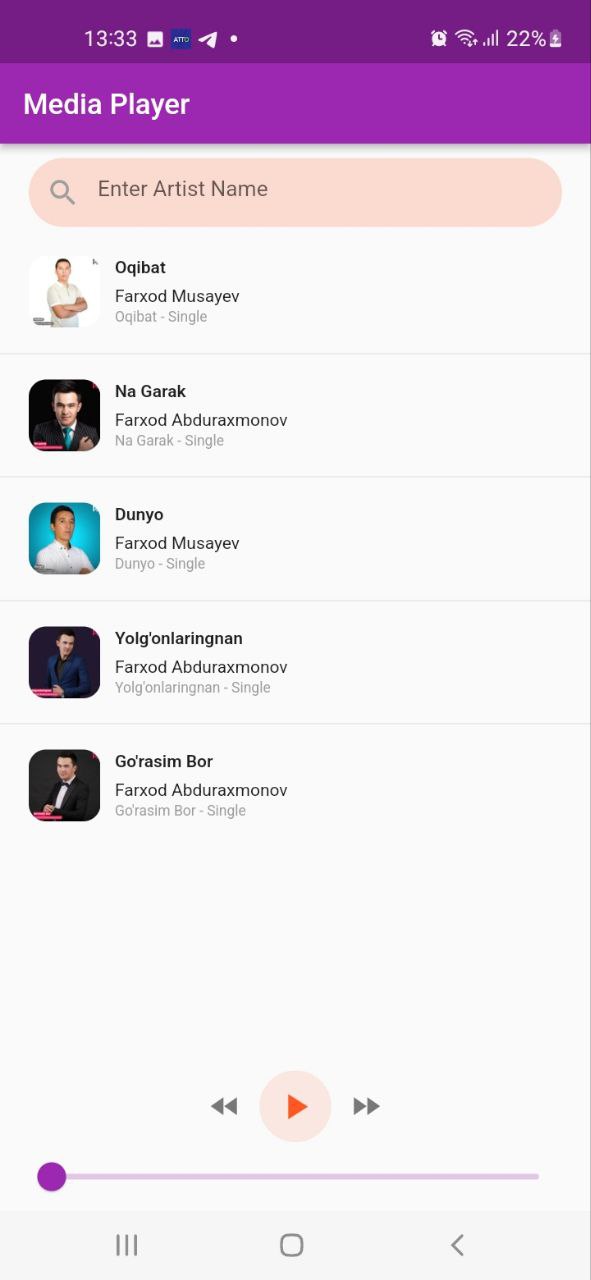 13:33 ATTO 22%
Media Player
Enter Artist Name
Oqibat
Farxod Musayev
Oqibat - Single
Na Garak
Farxod Abduraxmonov
Na Garak - Single
Dunyo
Farxod Musayev
Dunyo - Single
Yolg'onlaringnan
Farxod Abduraxmonov
Yolg'onlaringnan - Single
Go'rasim Bor
Farxod Abduraxmonov
Go'rasim Bor - Single